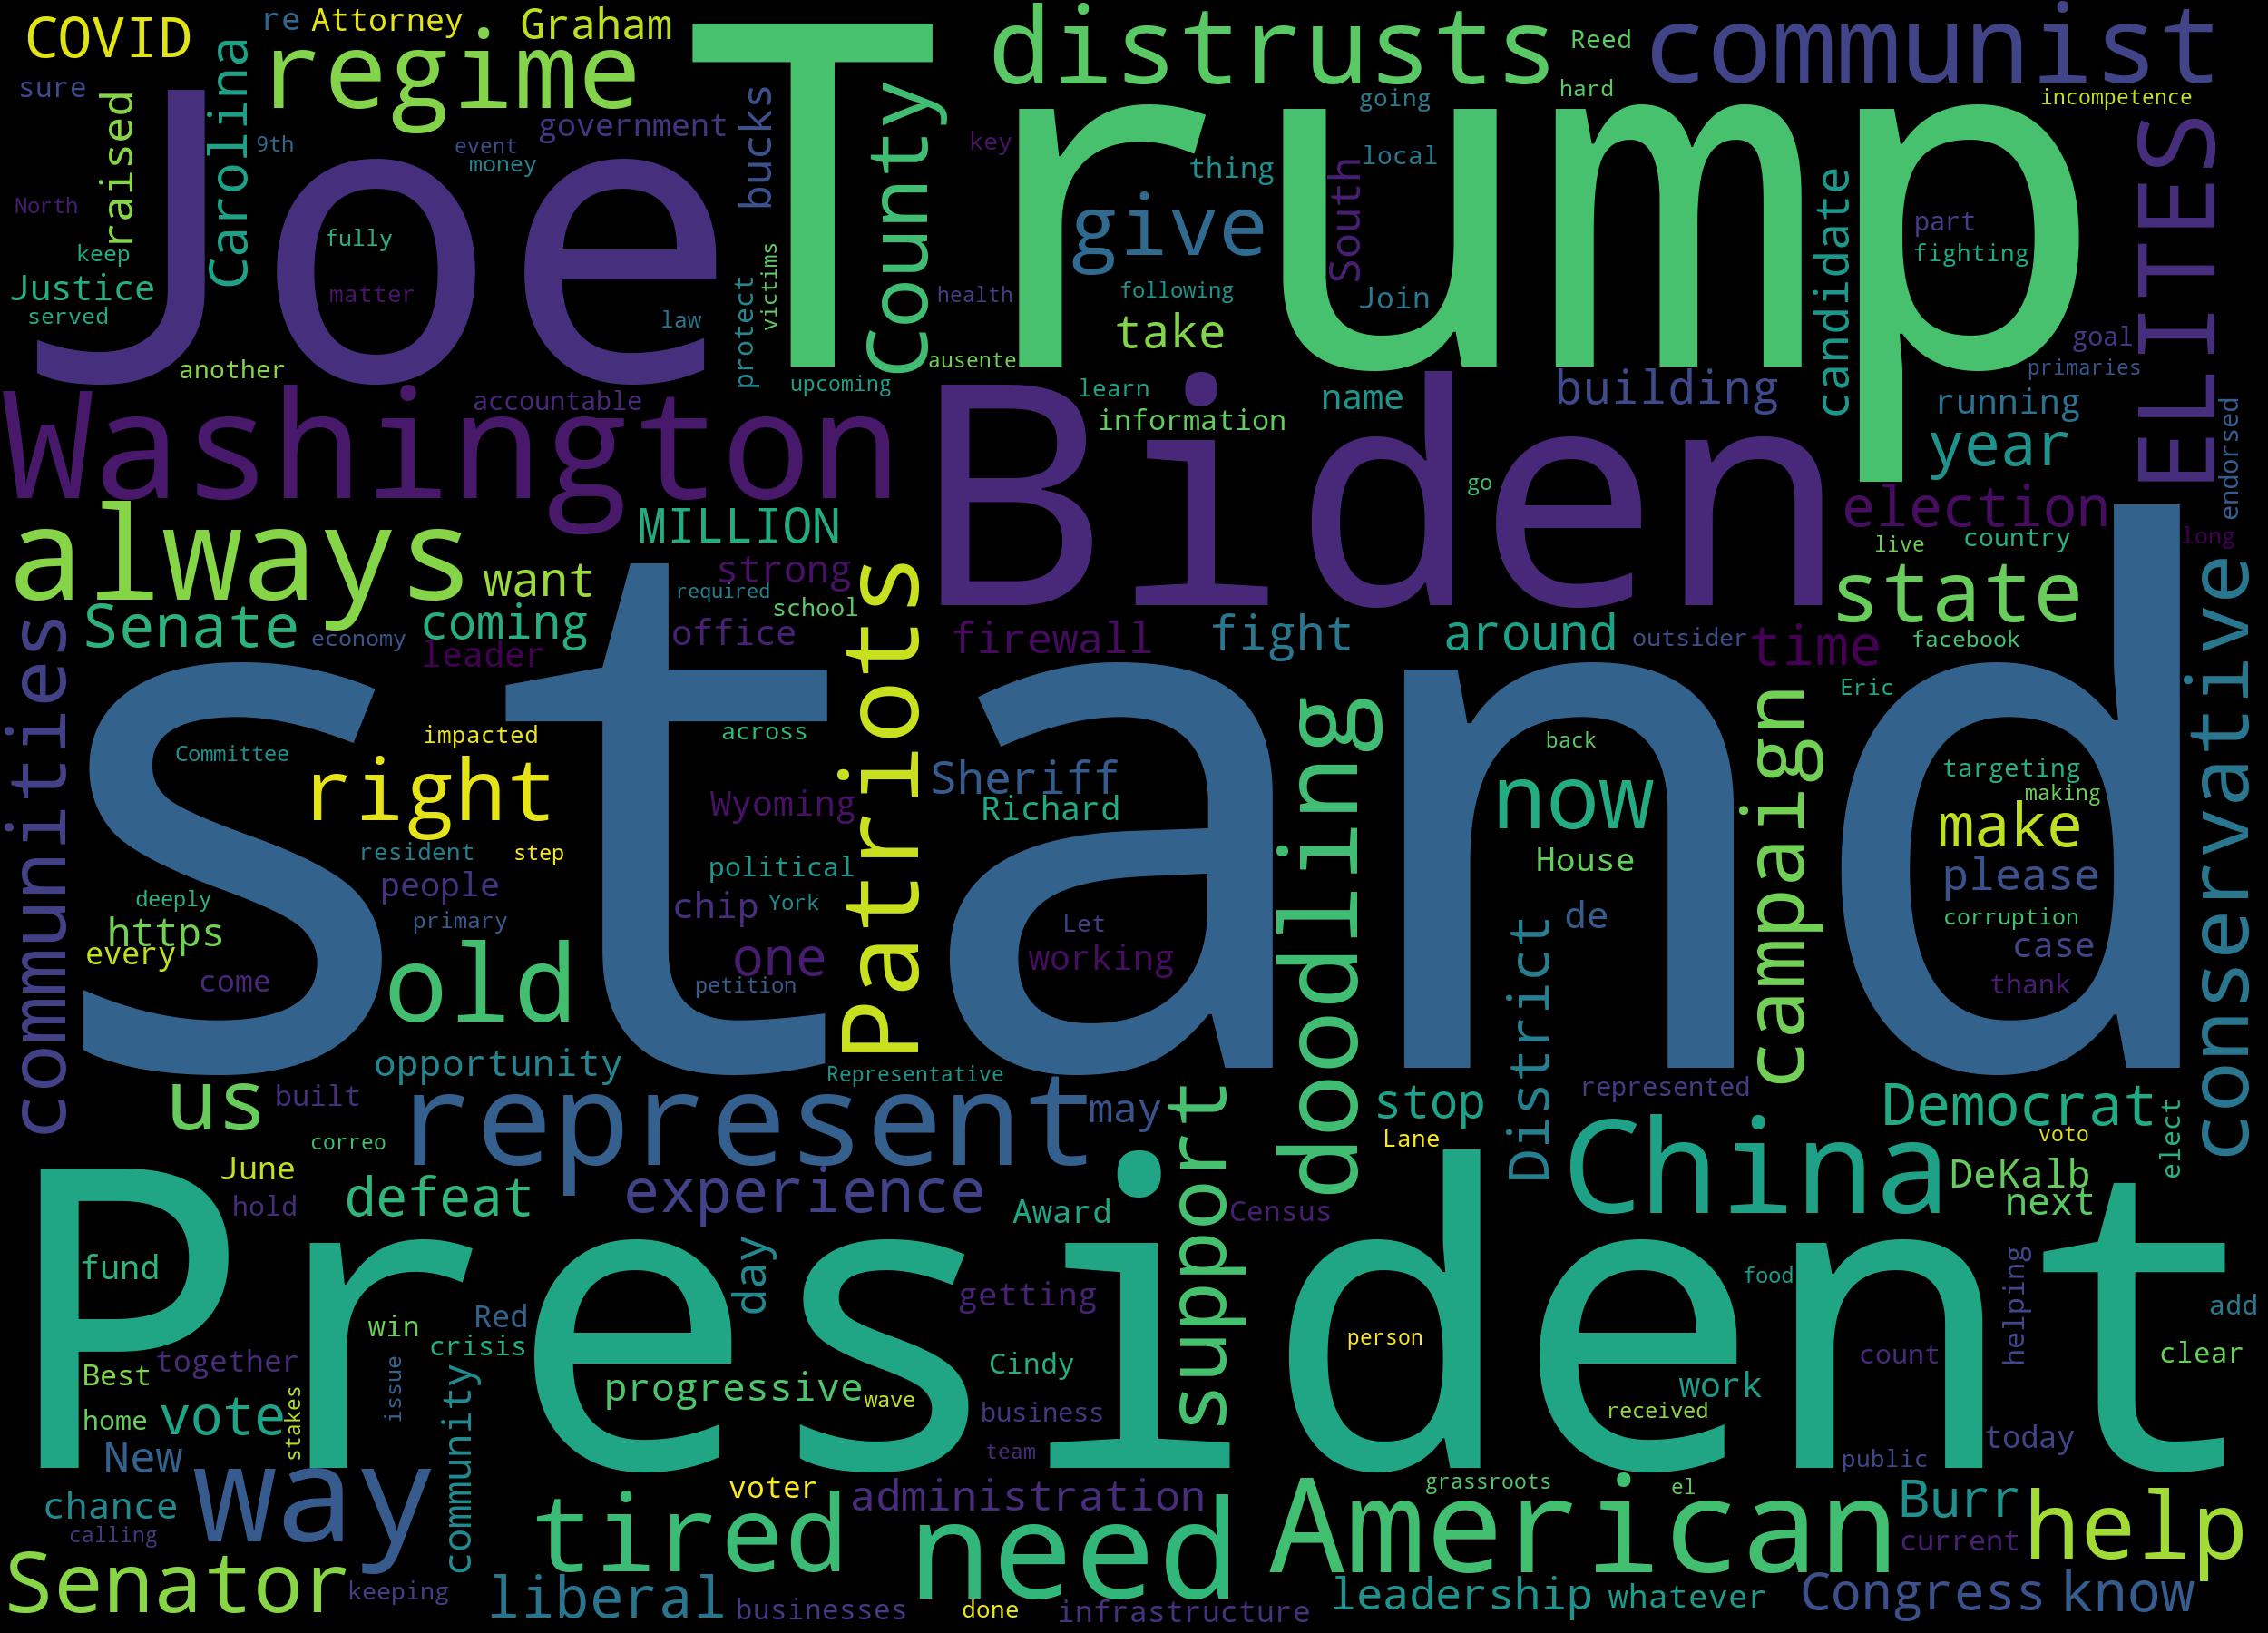 COVID
re
Attorney
Graham
regime
Trump
distrusts
Reed
communist
sure
raised
Carolina
Joe
9th
event
money
government
bucks
County
key
thing
going
hard
local
South
incompetence
ELITES
North
keep
Justice
served
fully
matter
law
protect
victims
give
health
following
take
Join
candidate
part
fighting
goal
primaries
another
accountable
upcoming
ausente
learn
information
name
building
running
year
endorsed
Washington
Biden
go
election
live
country
long
always
MILLION
want
strong
required
school
Senate
economy
coming
leader
office
Patriots
firewall
fight
around
outsider
time
state
facebook
Eric
conservative
communities
stand
impacted
across
Committee
right
Wyoming
Sheriff
Richard
doodling
back
now
House
campaign
targeting
making
make
please
corruption
case
thank
resident
step
people
political
deeply
https
every
primary
chip
York
one
come
petition
Let
working
de
District
old
opportunity
Representative
us
built
represent
may
support
stop
Lane
represented
China
Democrat
voto
elect
correo
June
hold
defeat
experience
Award
Census
DeKalb
next
President
fund
day
getting
food
helping
add
win
Red
crisis
person
count
clear
Best
together
issue
home
vote
stakes
community
progressive
wave
Cindy
business
team
work
received
New
way
public
today
chance
calling
voter
administration
grassroots
el
Senator
keeping
tired
need
American
Burr
current
help
liberal
businesses
done
infrastructure
leadership
whatever
Congress
know